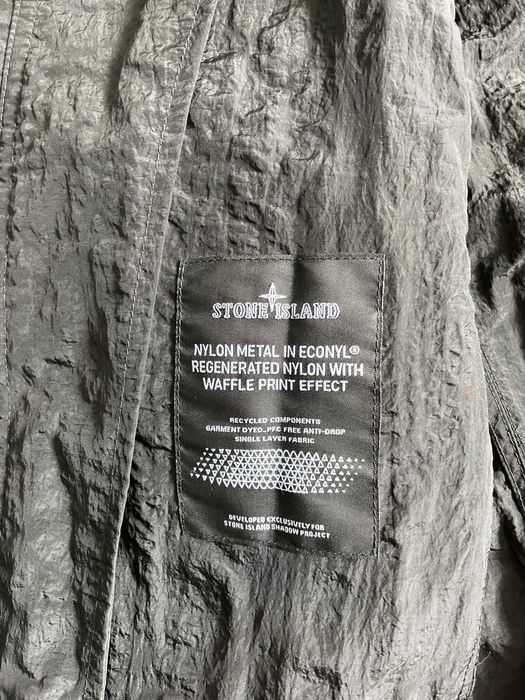 STONE ISLAND
NYLON METAL IN ECONYL®
REGENERATED NYLON WITH
WAFFLE PRINT EFFECT
RECYCLED COMPONENTS
GARMENT DYED_PFC FREE ANTI-DROP
SINGLE LAYER FABRIC
DEVELOPED EXCLUSIVELY FOR
STONE ISLAND SHADOW PROJECT